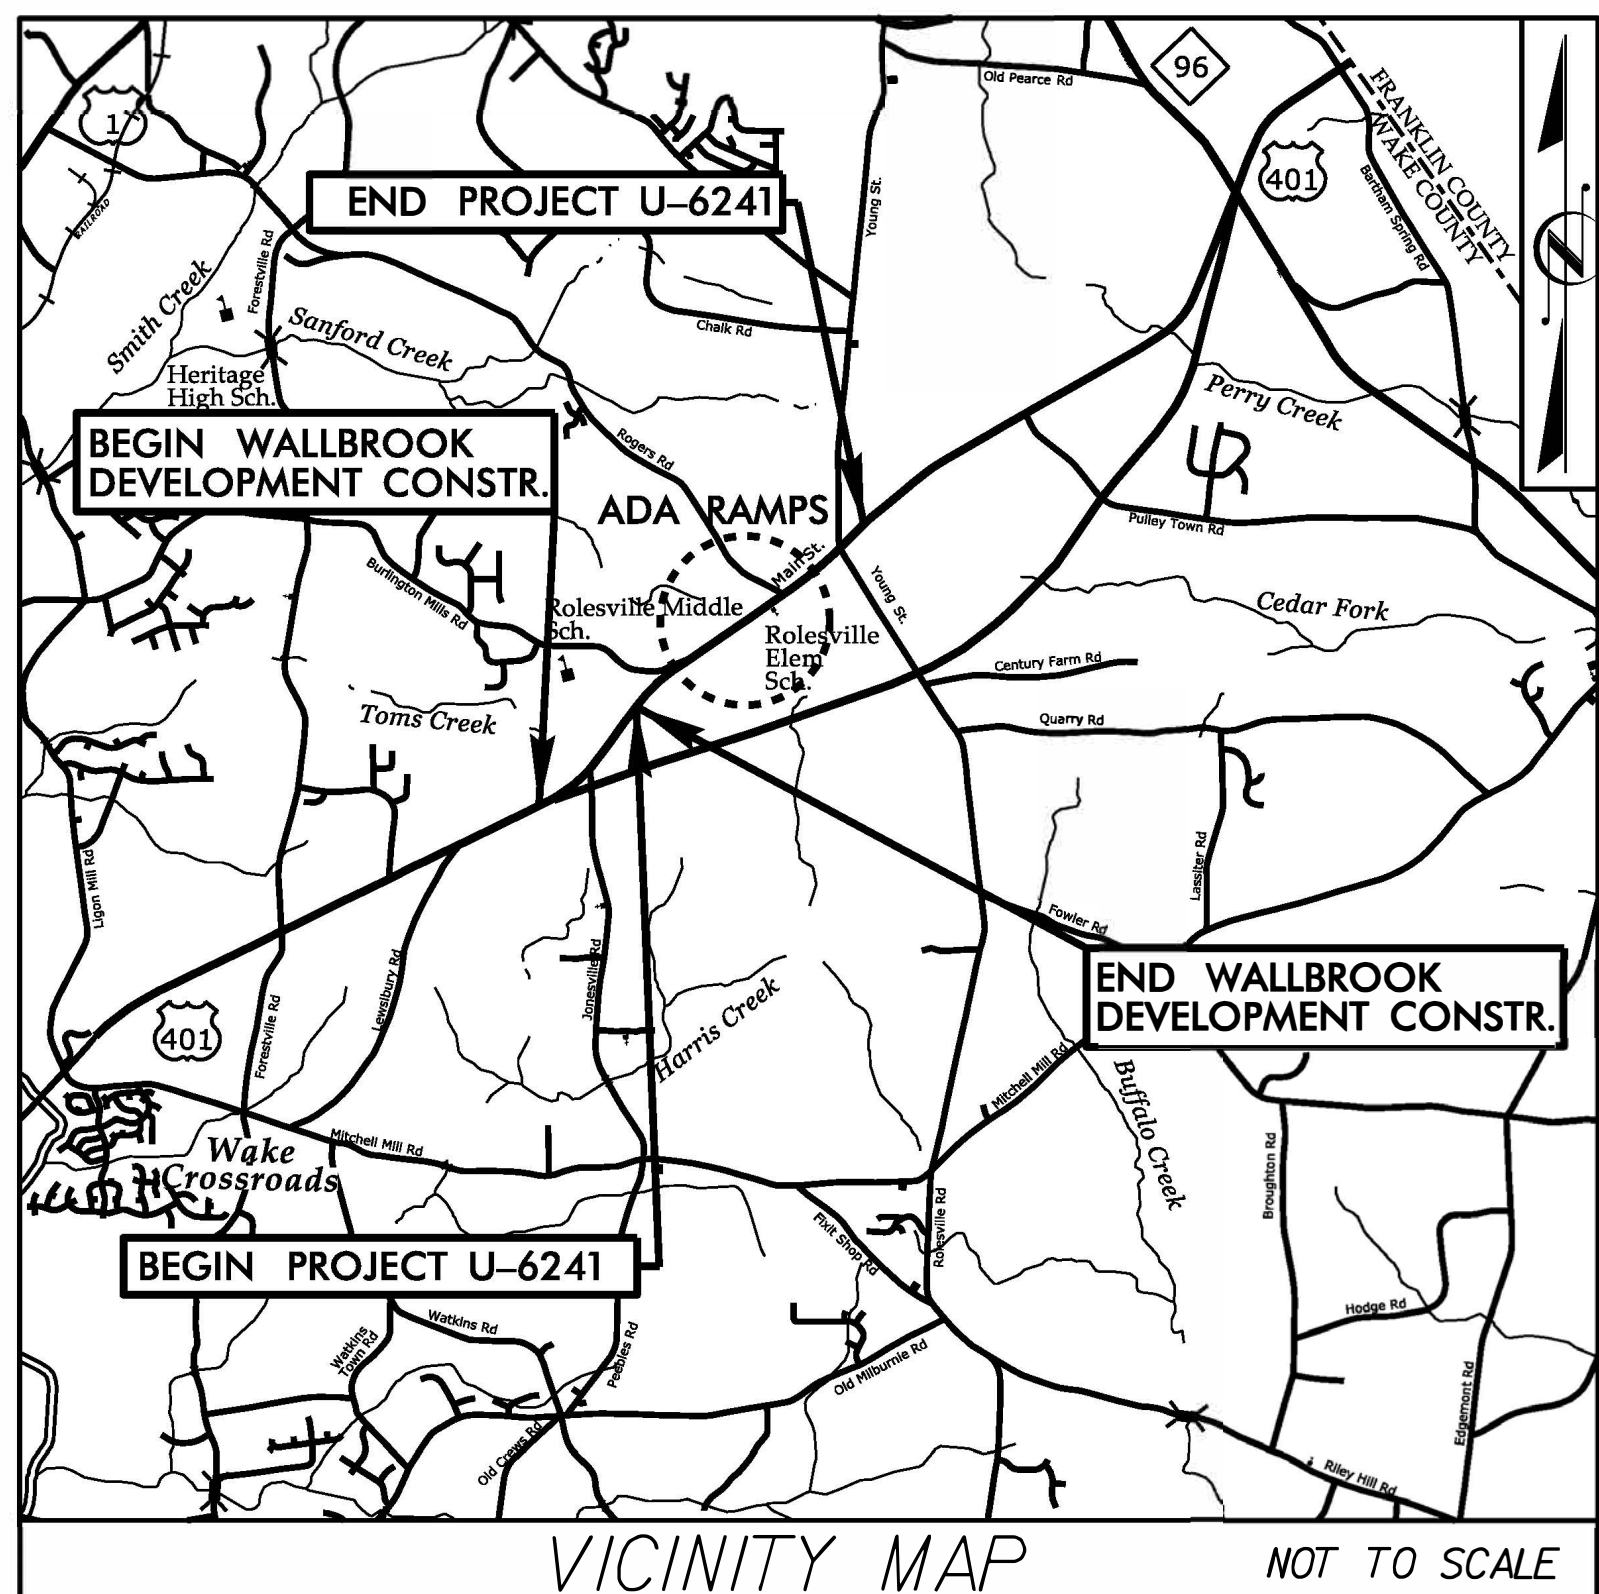 Old Pearce Rd
96
FRANKLIN COUNTY
WAKE COUNTY
1
401
Bartham Spring Rd
RAILROAD
END PROJECT U–6241
Young St.
Forestville Rd
Smith Creek
Sanford Creek
Chalk Rd
N
Heritage
High Sch.
Perry Creek
BEGIN WALLBROOK
DEVELOPMENT CONSTR.
Rogers Rd
ADA RAMPS
Pulley Town Rd
Main St.
Burlington Mills Rd
Young St.
Rolesville Middle
Sch.
Cedar Fork
Rolesville
Elem
Sch.
Century Farm Rd
Toms Creek
Quarry Rd
Ligon Mill Rd
Lassiter Rd
Fowler Rd
Jonesville Rd
Lewsibury Rd
END WALLBROOK
DEVELOPMENT CONSTR.
401
Forestville Rd
Harris Creek
Mitchell Mill Rd
Buffalo Creek
Wake
Crossroads
Mitchell Mill Rd
Broughton Rd
Rolesville Rd
Fixit Shop Rd
BEGIN PROJECT U–6241
Watkins Rd
Watkins
Town Rd
Peebles Rd
Hodge Rd
Old Milburnie Rd
Edgemont Rd
Old Crews Rd
Riley Hill Rd
VICINITY MAP
NOT TO SCALE